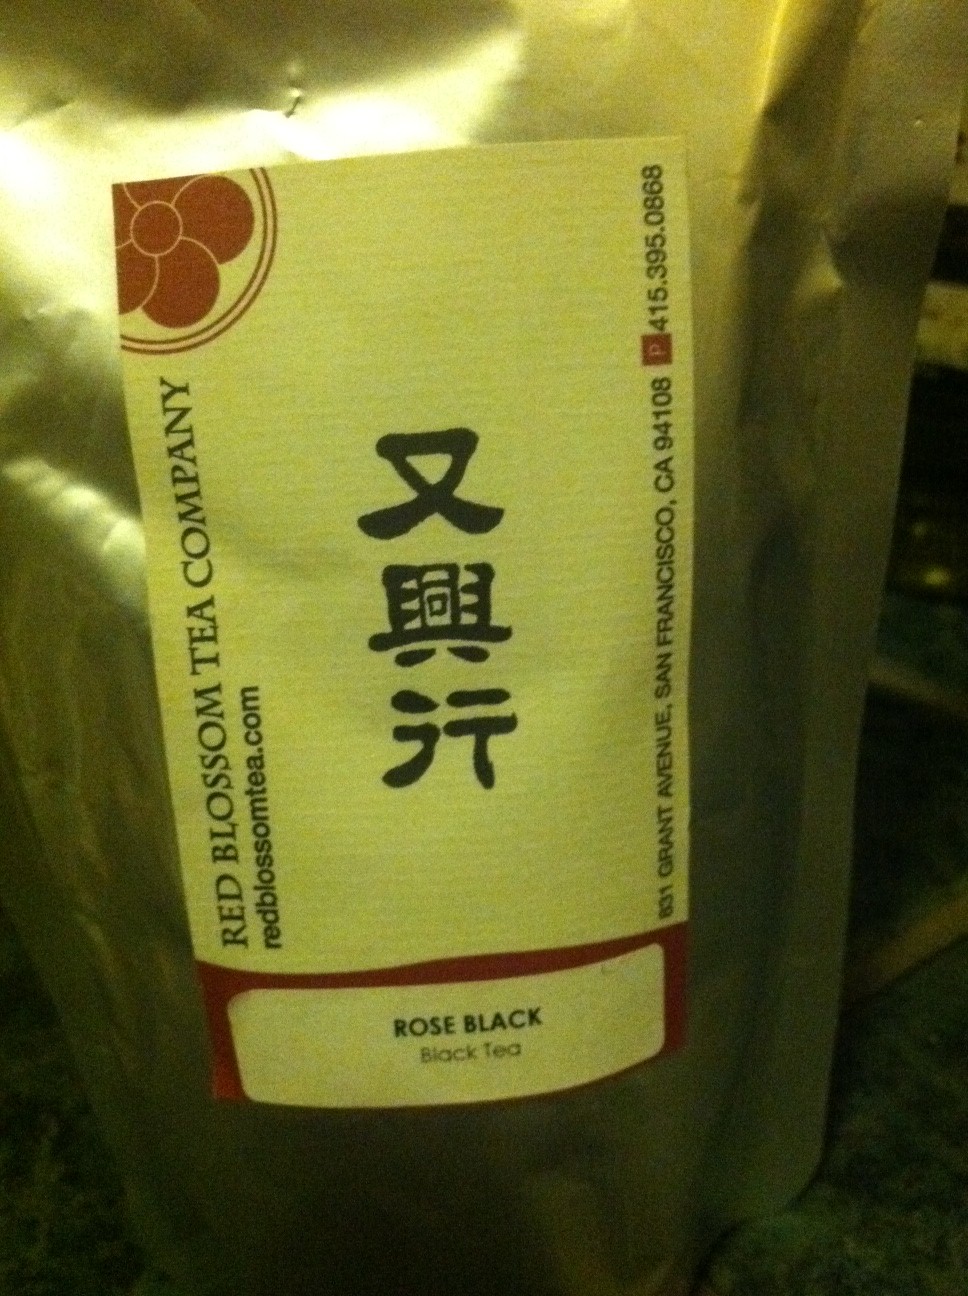 RED BLOSSOM TEA COMPANY
redblossomtea.com
又興行
831 GRANT AVENUE, SAN FRANCISCO, CA 94108 P 415.395.0868
ROSE BLACK
Black Tea